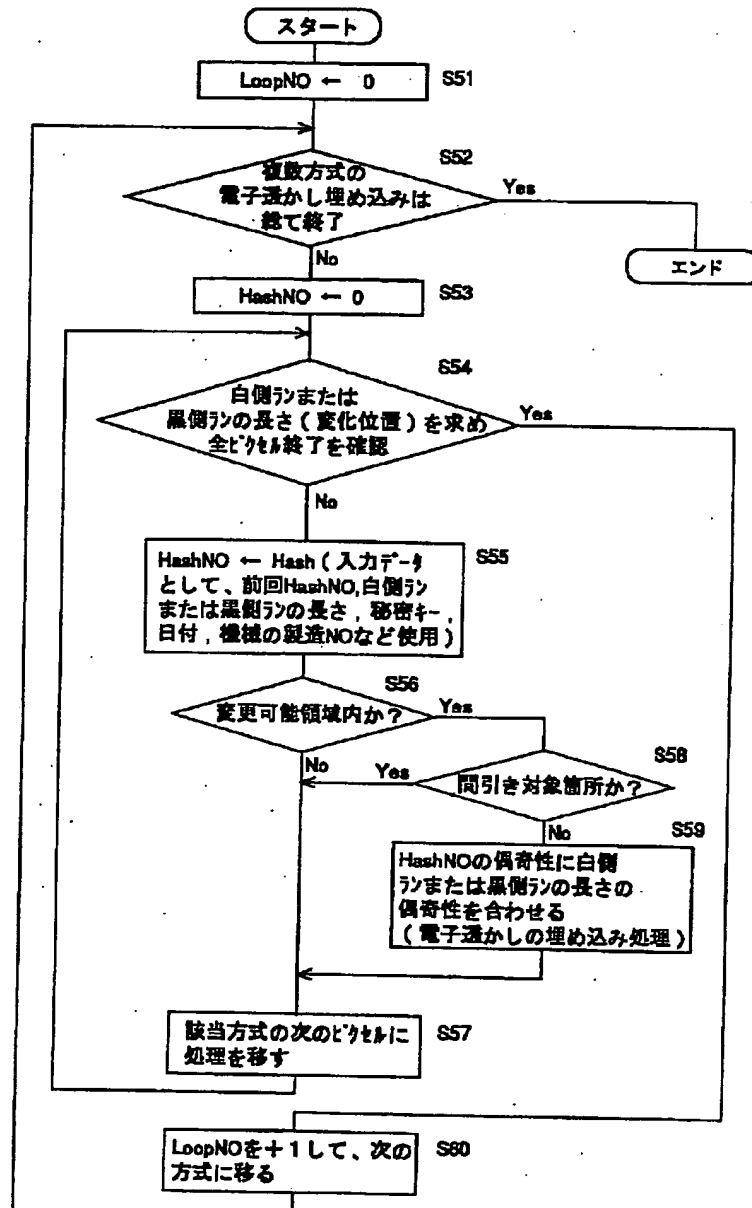 スタート
LoopNO ← 0
S51
S52
複数方式の
電子透かし埋め込みは
総て終了
Yes
エンド
No
HashNO ← 0
S53
S54
白側ランまたは
黒側ランの長さ(変化位置)を求め
全ピクセル終了を確認
Yes
No
S55
HashNO ← Hash(入力データ
として、前回HashNO,白側ラン
または黒側ランの長さ,秘密キー,
日付,機械の製造NOなど使用)
S56
変更可能領域内か?
Yes
No
S58
間引き対象箇所か?
Yes
No
S59
HashNOの偶奇性に白側
ランまたは黒側ランの長さの
偶奇性を合わせる
(電子透かしの埋め込み処理)
該当方式の次のピクセルに
処理を移す
S57
LoopNOを+1して、次の
方式に移る
S60